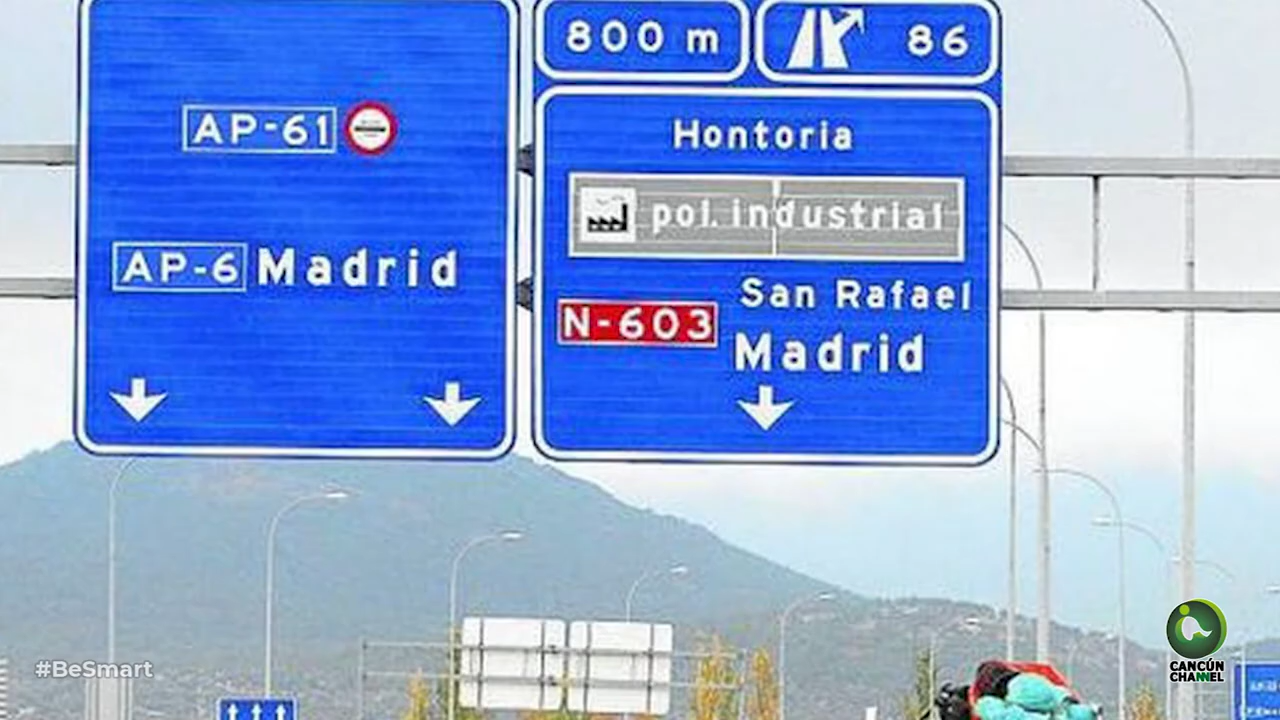 AP-61
AP-6 Madrid
800 m
86
Hontoria
pol. industrial
San Rafael
N-603
Madrid
#BeSmart
CANCÚN
CHANNEL